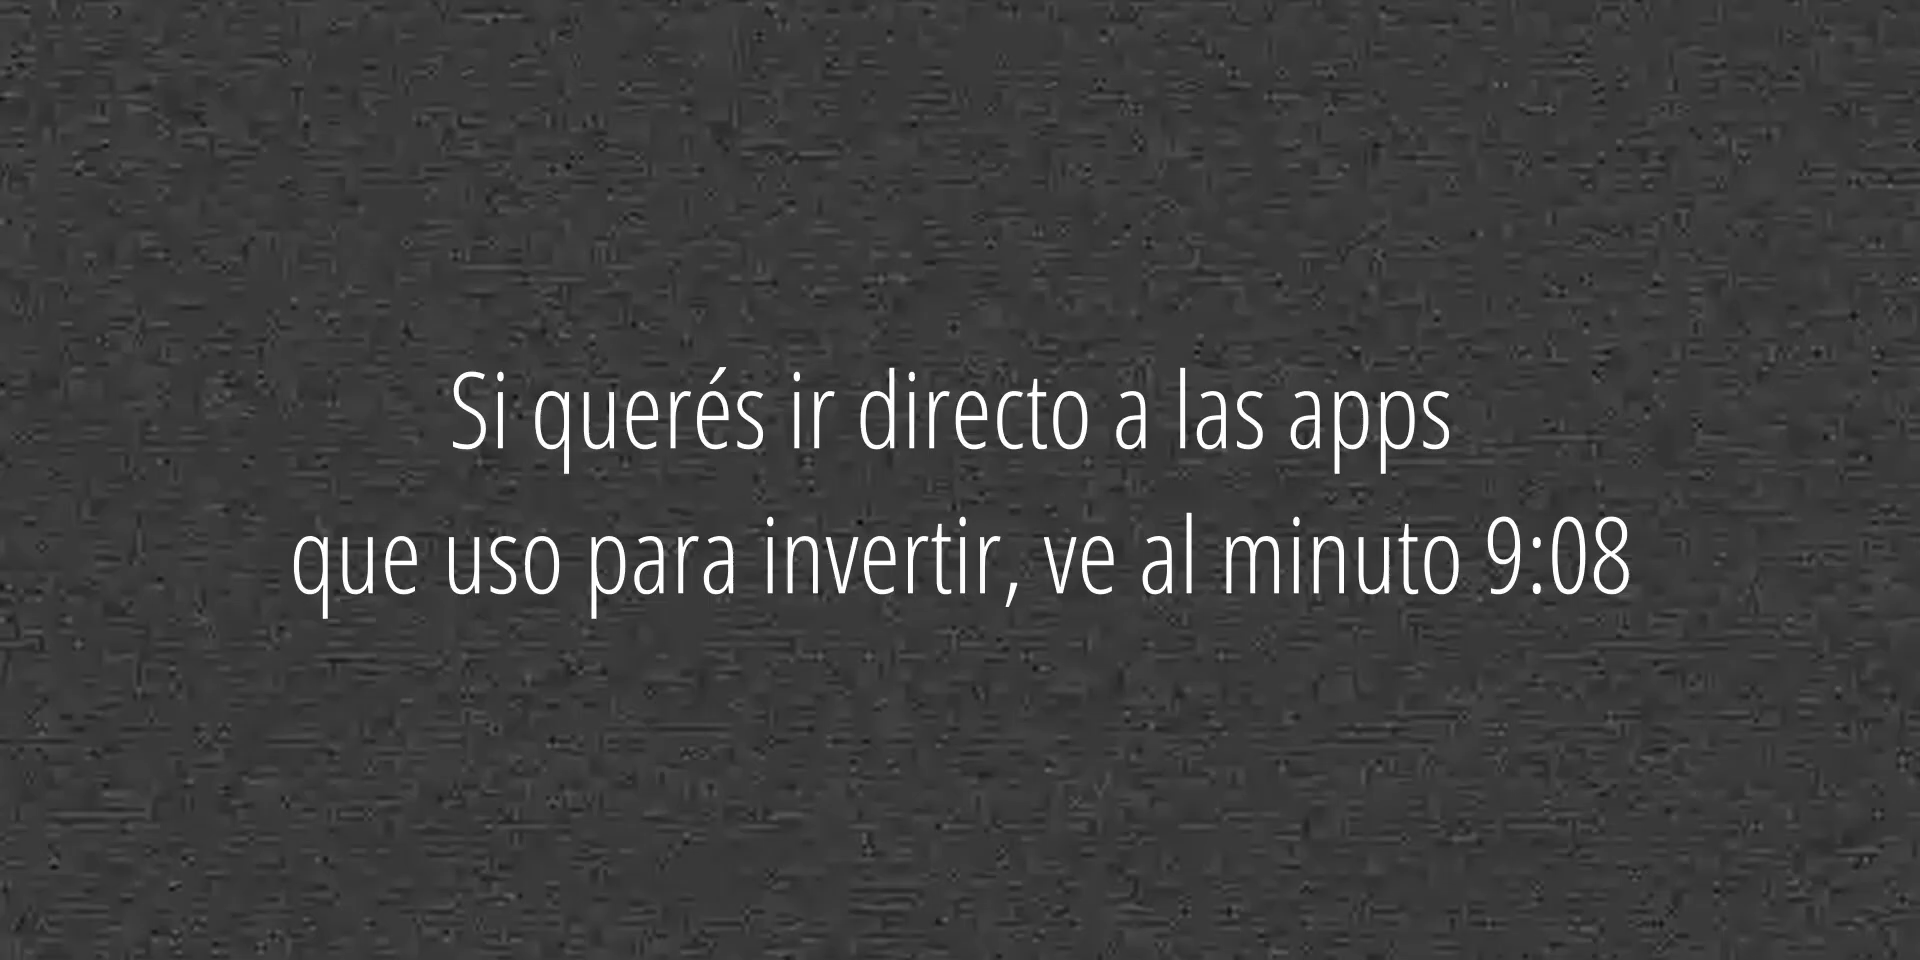 Si querés ir directo a las apps
que uso para invertir, ve al minuto 9:08